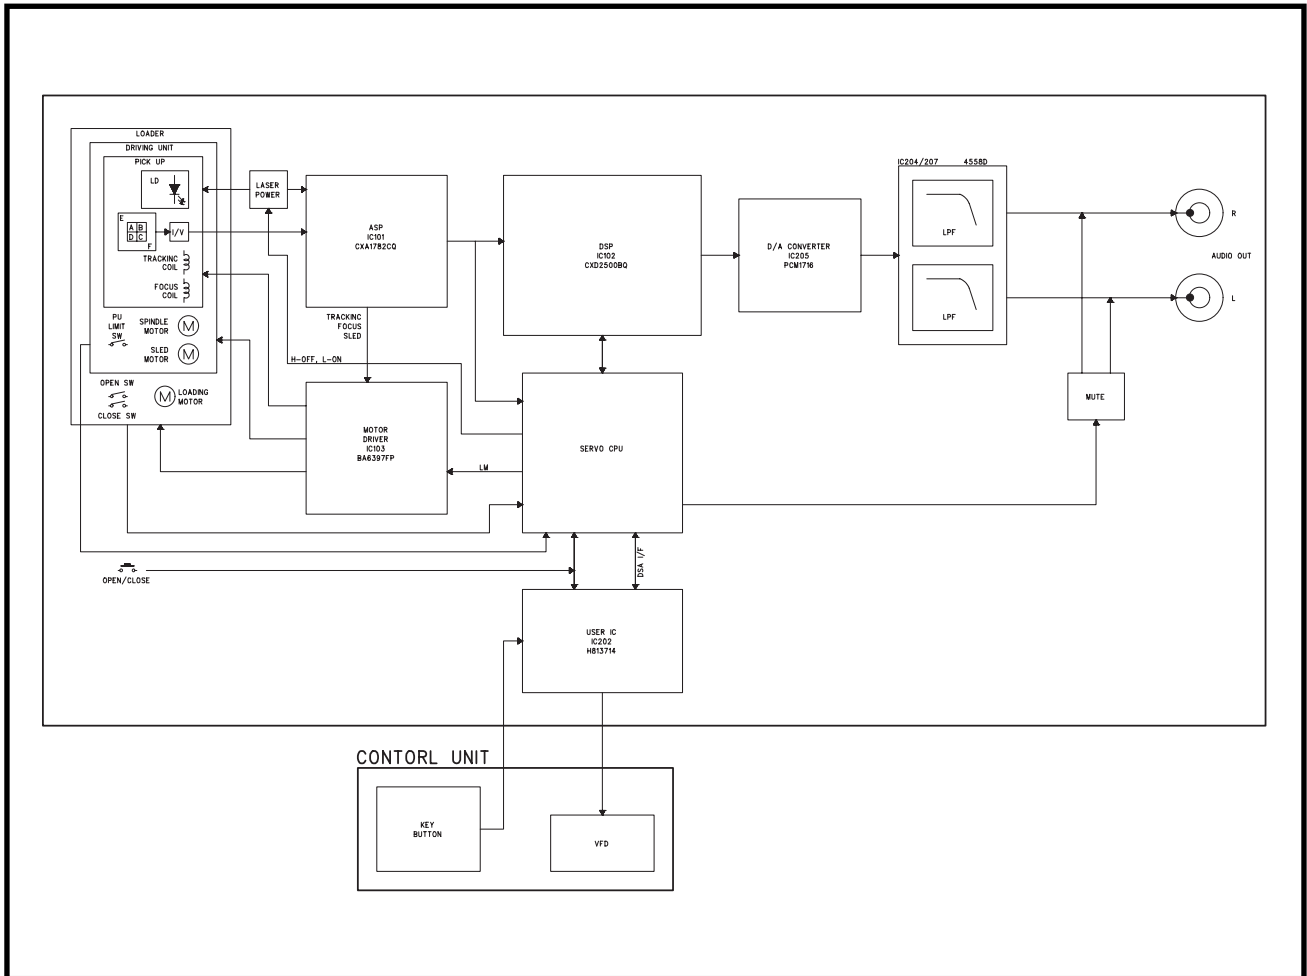 LOADER
DRIVING UNIT
PICK UP
LD
E
A B
D C
F
I/V
TRACKINC
COIL
FOCUS
COIL
PU
LIMIT
SW
SPINDLE
MOTOR
M
SLED
MOTOR
M
OPEN SW
CLOSE SW
M
LOADING
MOTOR
LASER
POWER
ASP
IC101
CXA1782CQ
TRACKINC
FOCUS
SLED
H-OFF, L-ON
MOTOR
DRIVER
IC103
BA6397FP
LM
DSP
IC102
CXD2500BQ
SERVO CPU
D/A CONVERTER
IC205
PCM1716
IC204/207 4558D
LPF
LPF
R
AUDIO OUT
L
MUTE
OPEN/CLOSE
DSA I/F
USER IC
IC202
H813714
CONTORL UNIT
KEY
BUTTON
VFD